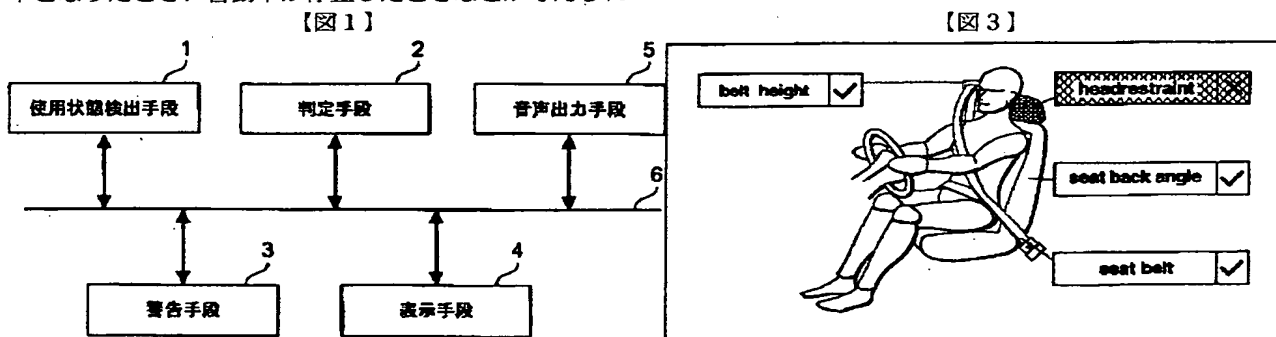 【図1】
【図3】
1
2
5
使用状態検出手段
判定手段
音声出力手段
6
3
4
警告手段
表示手段
belt height
headrestraint
seat back angle
seat belt